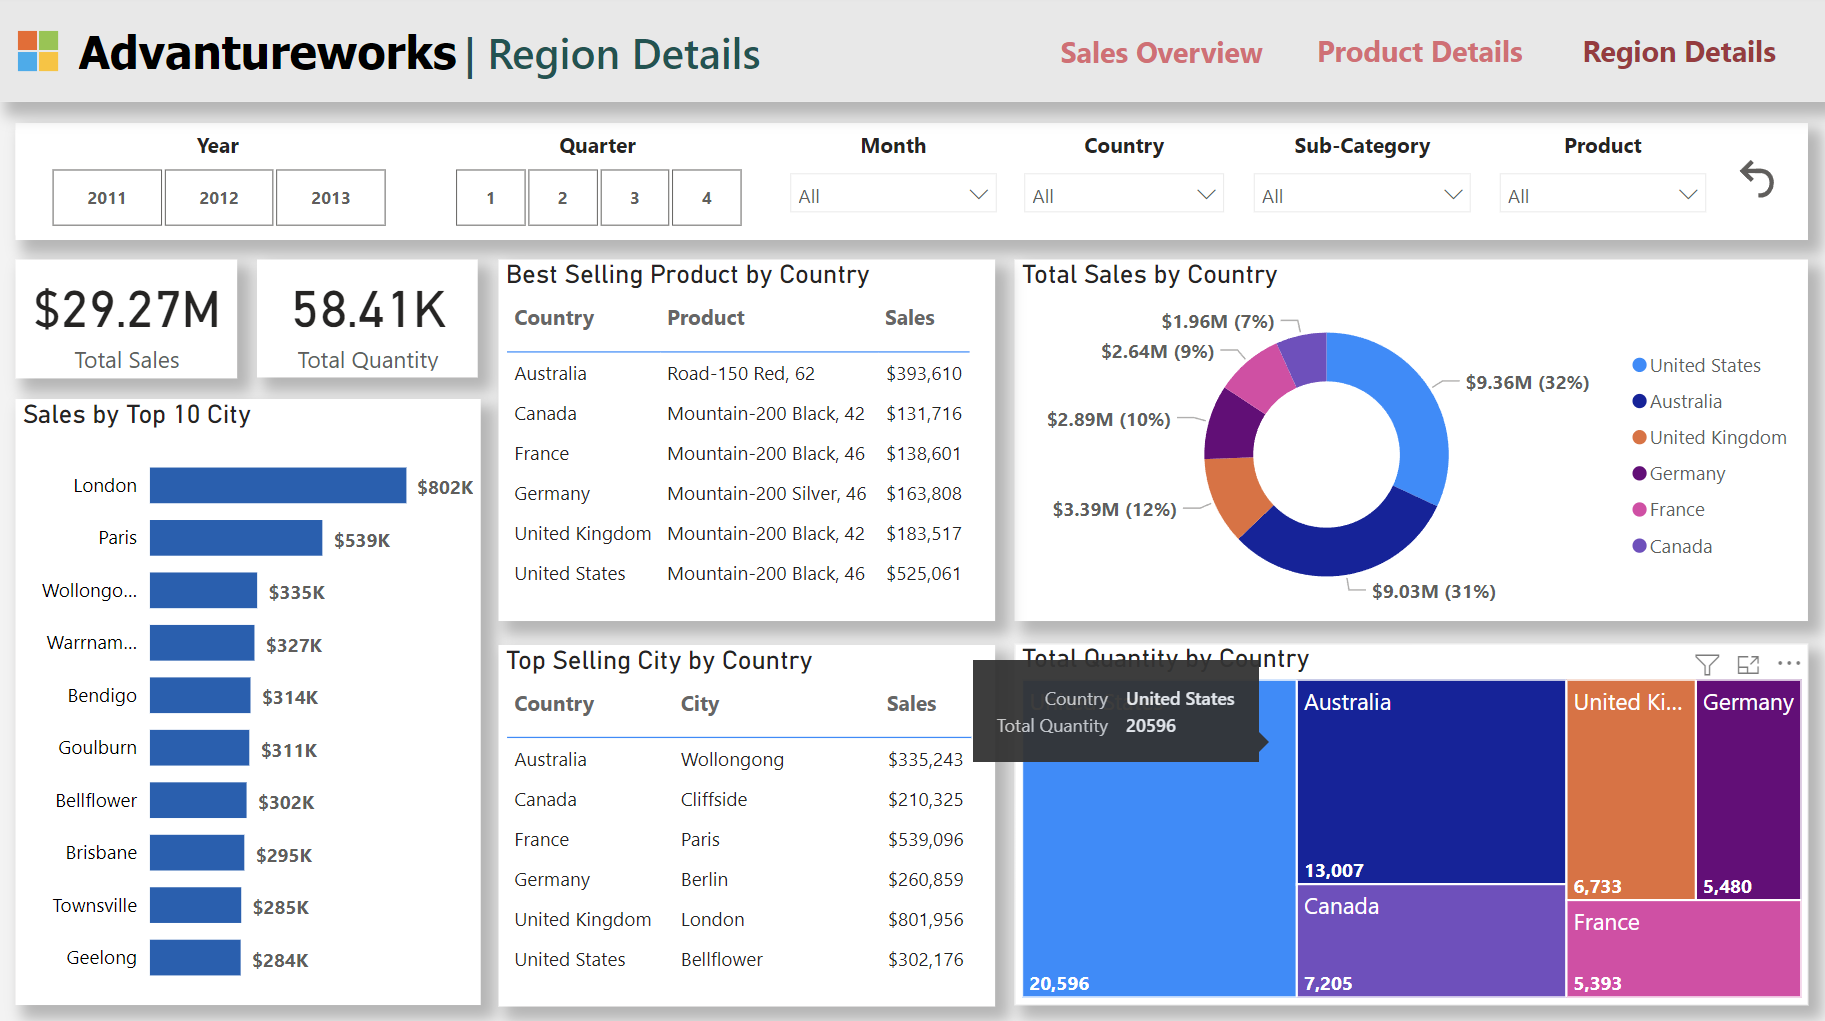 Advantureworks | Region Details
Sales Overview
Product Details
Region Details
Year
2011 2012 2013
Quarter
1 2 3 4
Month
All
Country
All
Sub-Category
All
Product
All
$29.27M
Total Sales
58.41K
Total Quantity
Sales by Top 10 City
London $802K
Paris $539K
Wollongo... $335K
Warrnam... $327K
Bendigo $314K
Goulburn $311K
Bellflower $302K
Brisbane $295K
Townsville $285K
Geelong $284K
Best Selling Product by Country
Country Product Sales
Australia Road-150 Red, 62 $393,610
Canada Mountain-200 Black, 42 $131,716
France Mountain-200 Black, 46 $138,601
Germany Mountain-200 Silver, 46 $163,808
United Kingdom Mountain-200 Black, 42 $183,517
United States Mountain-200 Black, 46 $525,061
Top Selling City by Country
Country City Sales
Australia Wollongong $335,243
Canada Cliffside $210,325
France Paris $539,096
Germany Berlin $260,859
United Kingdom London $801,956
United States Bellflower $302,176
Total Sales by Country
$1.96M (7%)
$2.64M (9%)
$2.89M (10%)
$3.39M (12%)
$9.36M (32%)
$9.03M (31%)
United States
Australia
United Kingdom
Germany
France
Canada
Total Quantity by Country
Country United States
Total Quantity 20596
20,596
Australia
13,007
Canada
7,205
United Ki...
6,733
Germany
5,480
France
5,393